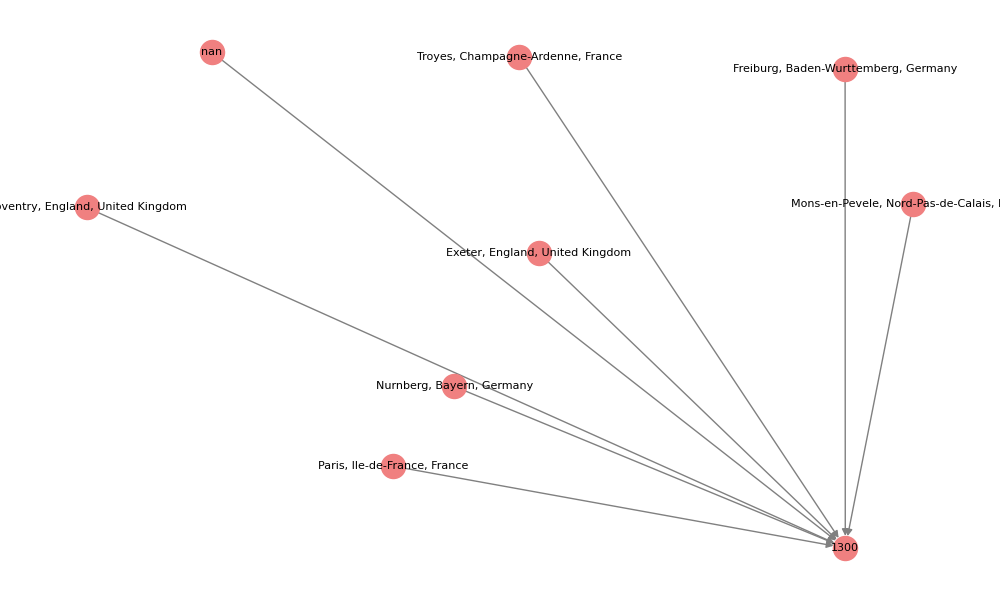 nan
Troyes, Champagne-Ardenne, France
Freiburg, Baden-Wurttemberg, Germany
Mons-en-Pevele, Nord-Pas-de-Calais,
England, United Kingdom
Exeter, England, United Kingdom
Nurnberg, Bayern, Germany
Paris, Ile-de-France, France
1300